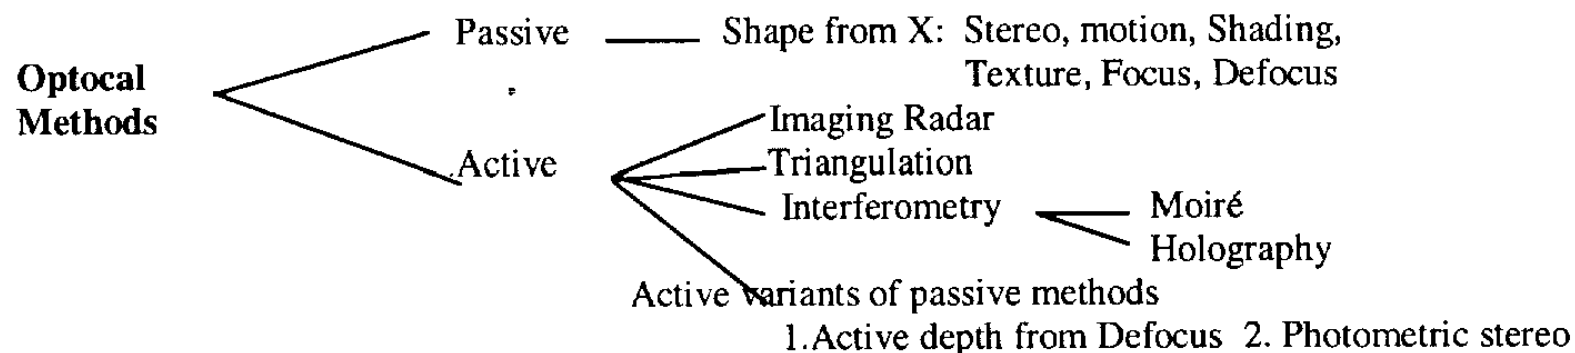 Optocal
Methods
Passive
Shape from X: Stereo, motion, Shading,
Texture, Focus, Defocus
Active
Imaging Radar
Triangulation
Interferometry
Moiré
Holography
Active variants of passive methods
1.Active depth from Defocus 2. Photometric stereo